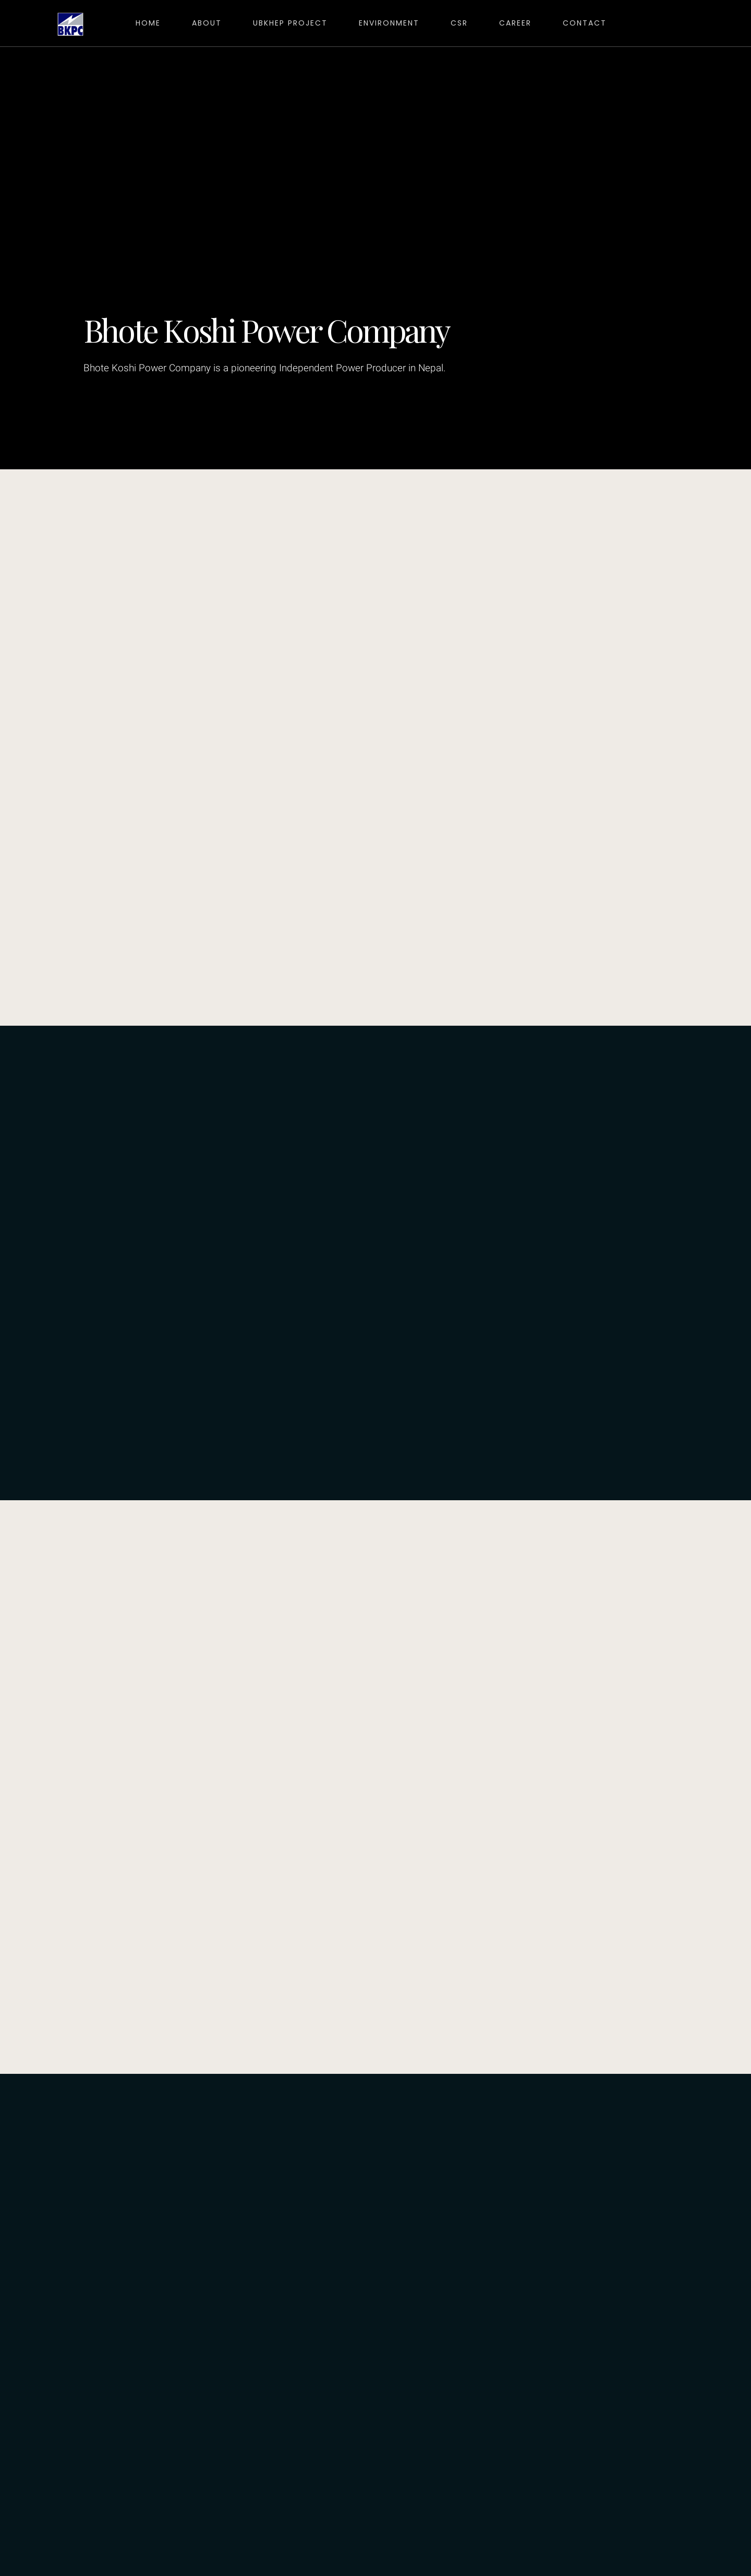 BKPC
HOME ABOUT UBKHEP PROJECT ENVIRONMENT CSR CAREER CONTACT
Bhote Koshi Power Company
Bhote Koshi Power Company is a pioneering Independent Power Producer in Nepal.